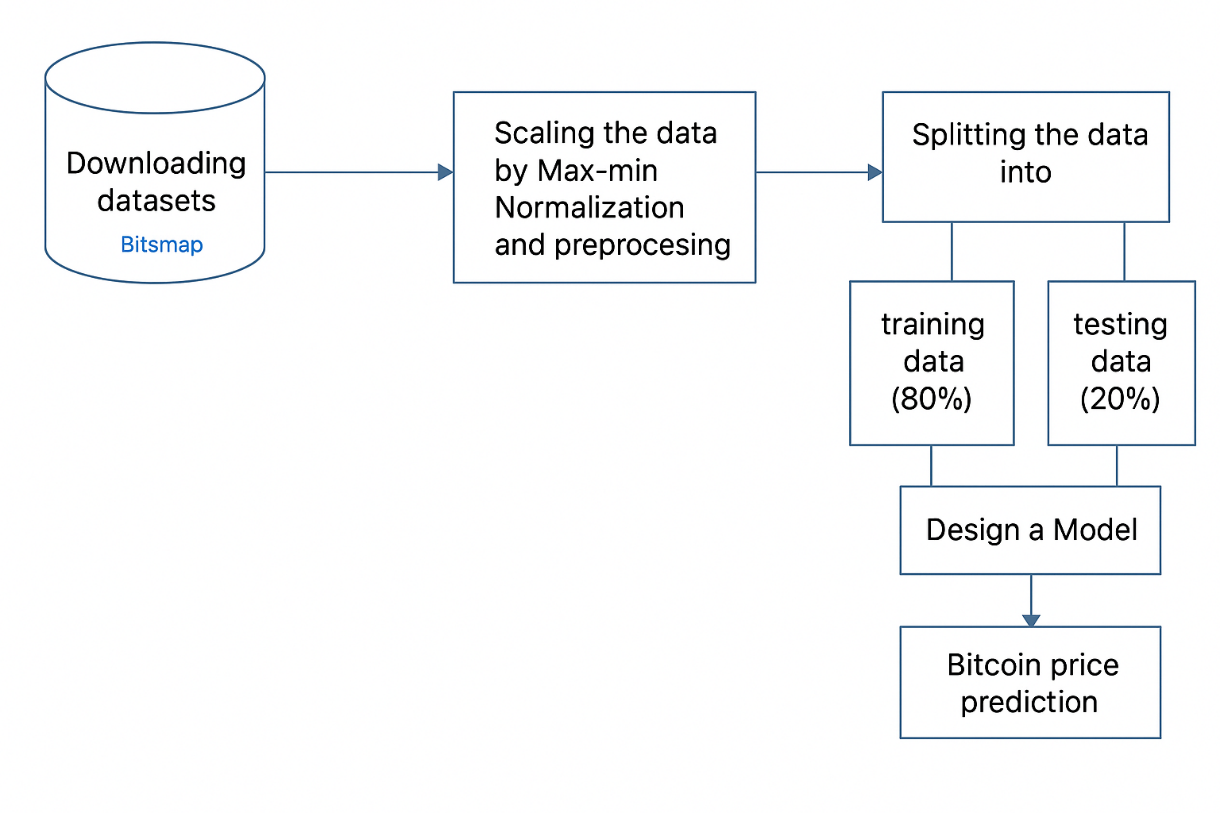 Downloading
datasets
Bitsmap
Scaling the data
by Max-min
Normalization
and preprocesing
Splitting the data
into
training
data
(80%)
testing
data
(20%)
Design a Model
Bitcoin price
prediction